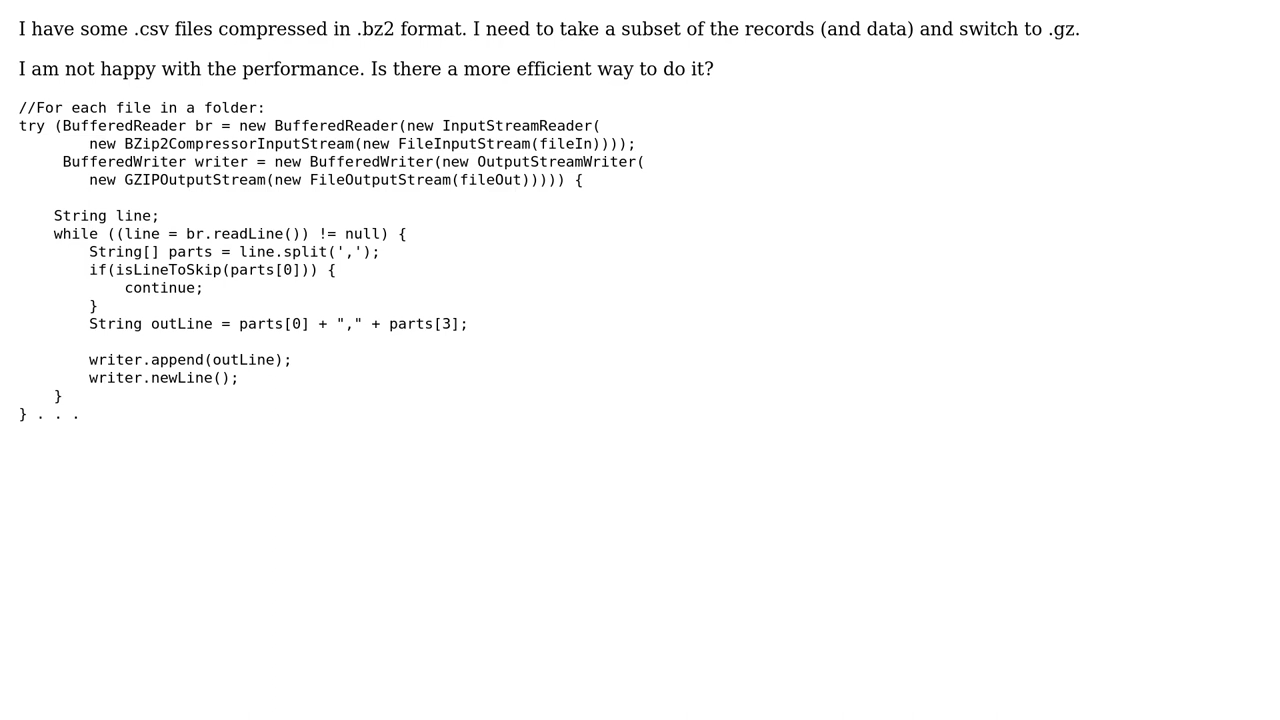 I have some .csv files compressed in .bz2 format. I need to take a subset of the records (and data) and switch to .gz.
I am not happy with the performance. Is there a more efficient way to do it?
//For each file in a folder:
try (BufferedReader br = new BufferedReader(new InputStreamReader(
        new BZip2CompressorInputStream(new FileInputStream(fileIn))));
     BufferedWriter writer = new BufferedWriter(new OutputStreamWriter(
        new GZIPOutputStream(new FileOutputStream(fileOut))))) {
    String line;
    while ((line = br.readLine()) != null) {
        String[] parts = line.split(',');
        if(isLineToSkip(parts[0])) {
            continue;
        }
        String outLine = parts[0] + "," + parts[3];
        writer.append(outLine);
        writer.newLine();
    }
} . . .